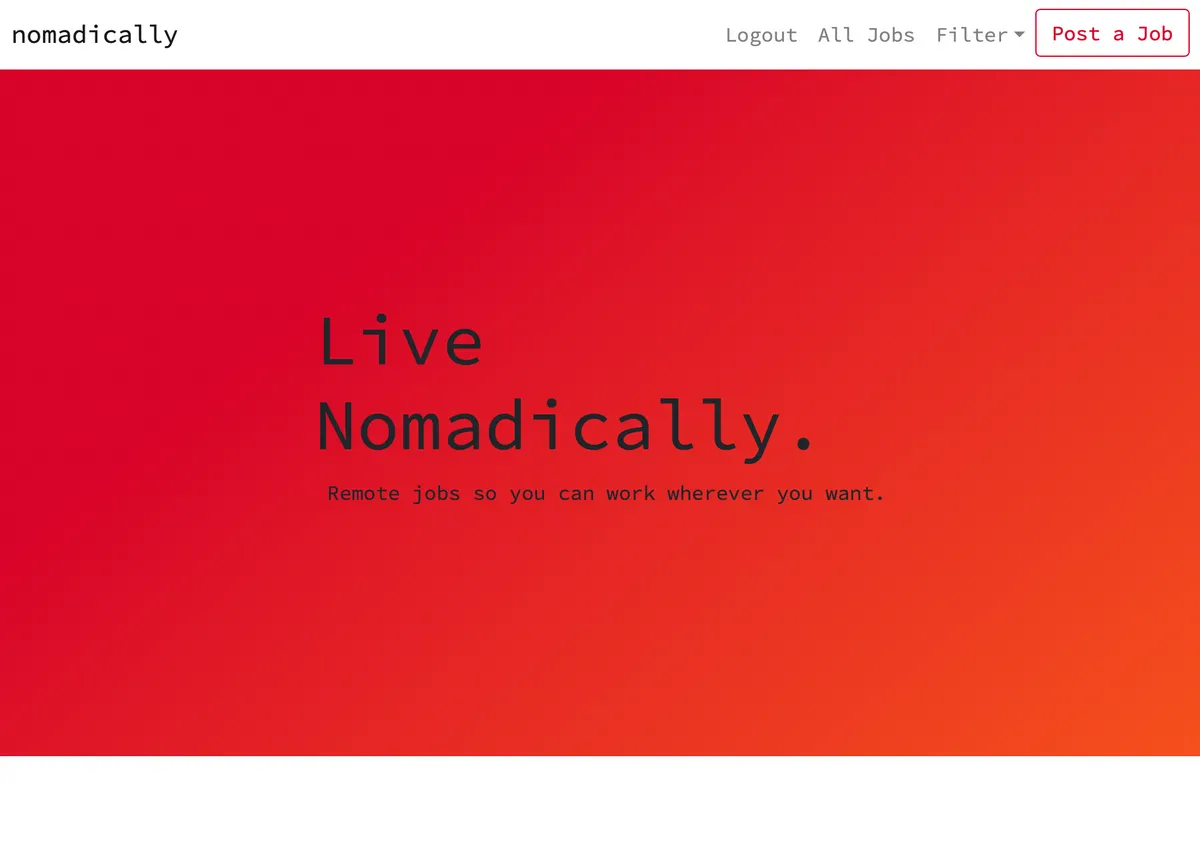 nomadically
Logout All Jobs Filter Post a Job
Live
Nomadically.
Remote jobs so you can work wherever you want.